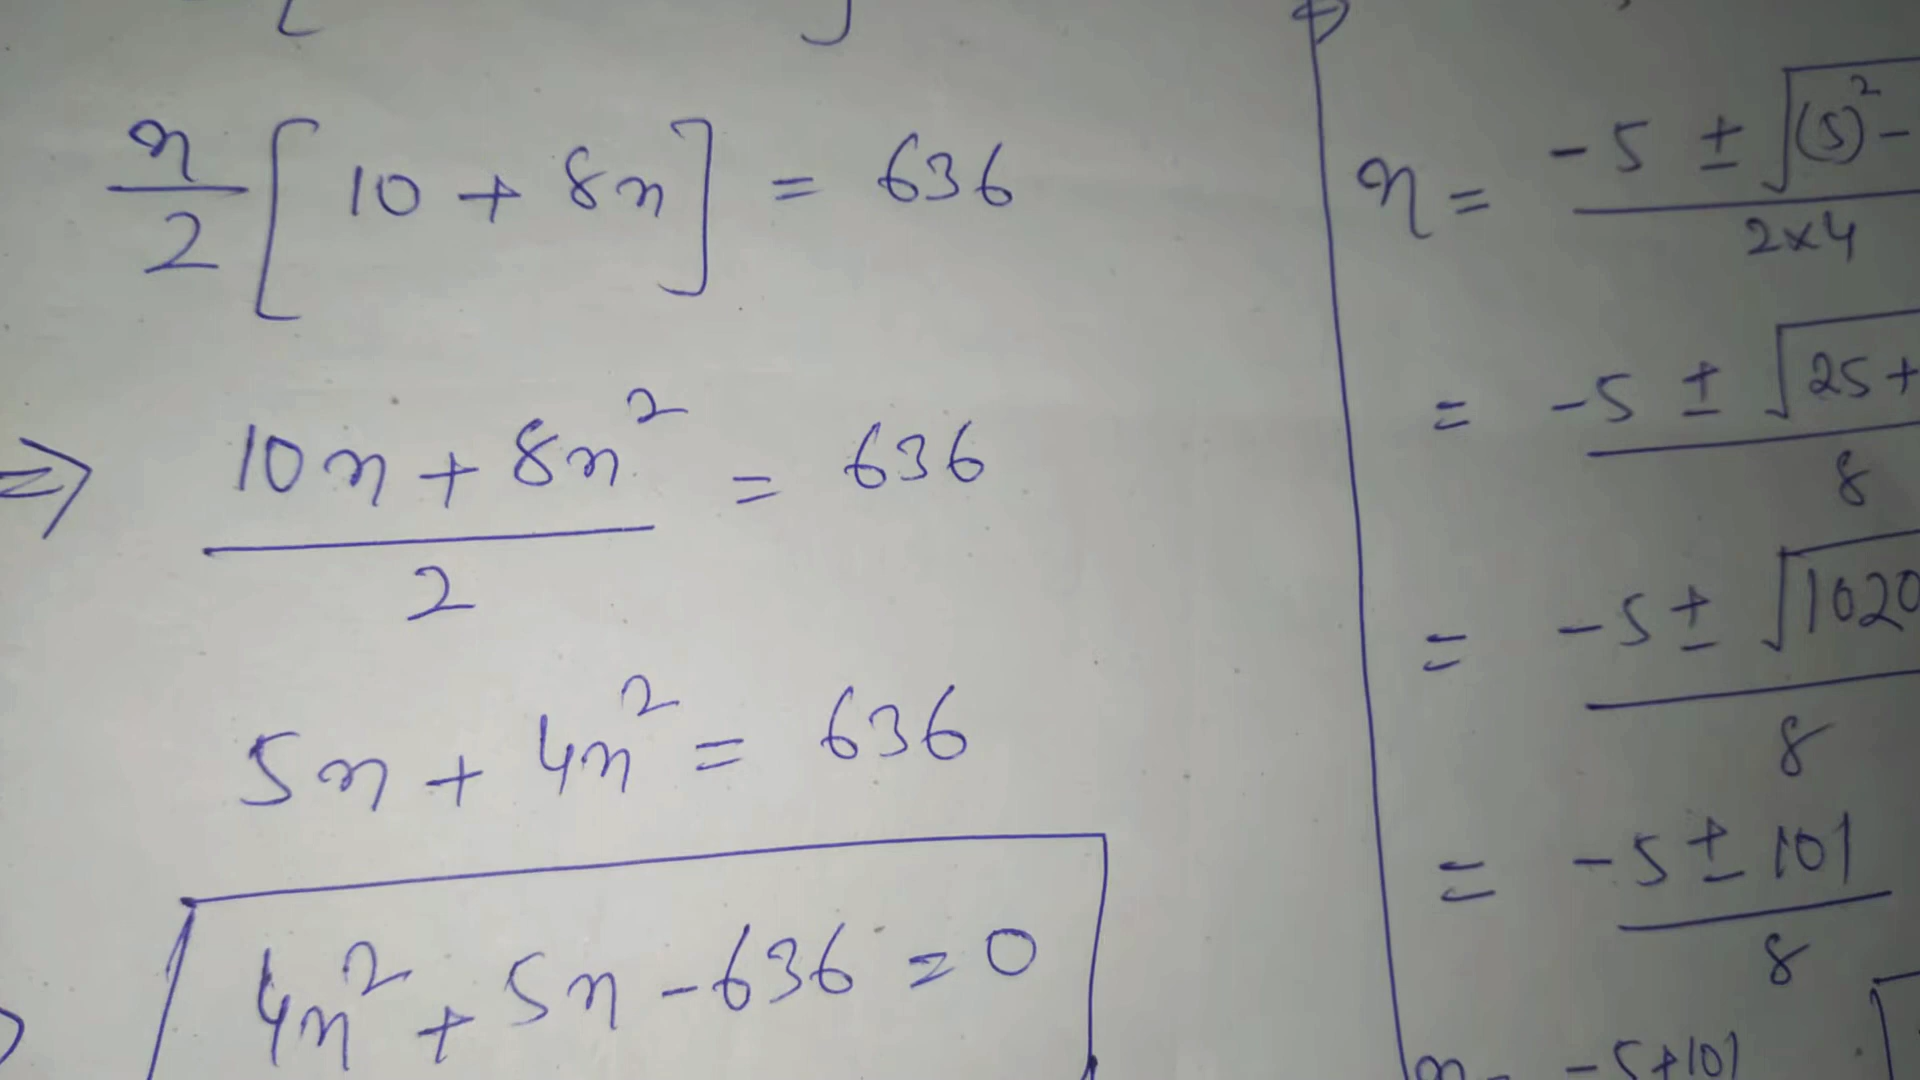 n/2 [10 + 8n] = 636
⇒ 10n + 8n² / 2 = 636
5n + 4n² = 636
4n² + 5n - 636 = 0
n = -5 ± √(5)² - / 2×4
= -5 ± √25 + / 8
= -5 ± √1020 / 8
= -5 ± 101 / 8
n = -5+101